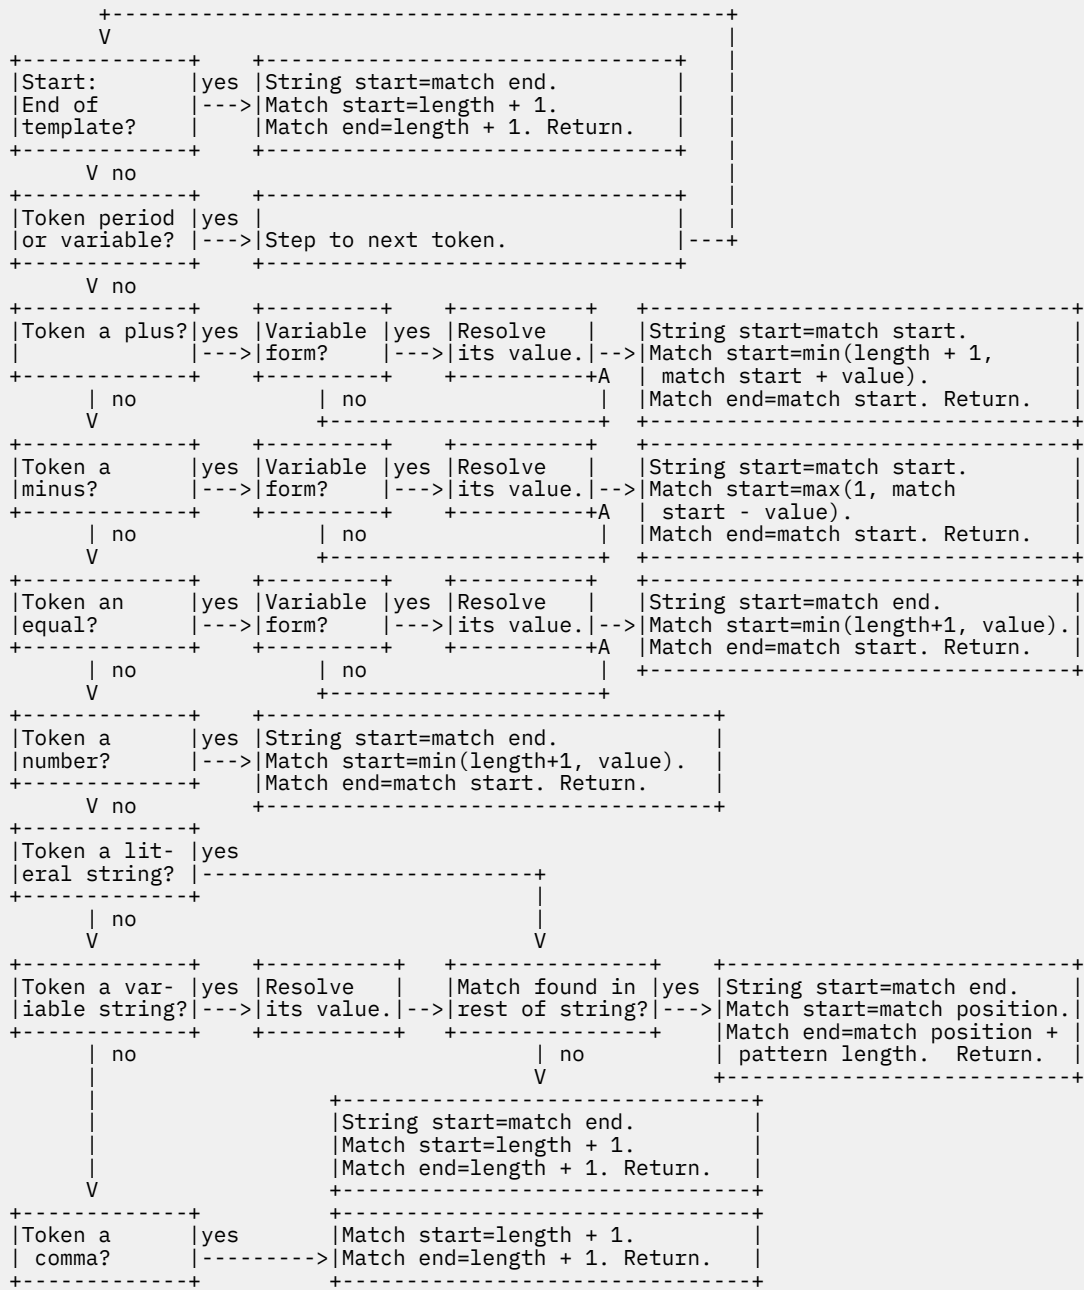 V
Start: yes String start=match end.
End of ---> Match start=length + 1.
template? Match end=length + 1. Return.
V no
Token period yes
or variable? ---> Step to next token.
V no
Token a plus? yes Variable yes Resolve String start=match start.
---> form? ---> its value. --> Match start=min(length + 1,
A match start + value).
no no Match end=match start. Return.
V
Token a yes Variable yes Resolve String start=match start.
minus? ---> form? ---> its value. --> Match start=max(1, match
A start - value).
no no Match end=match start. Return.
V
Token an yes Variable yes Resolve String start=match end.
equal? ---> form? ---> its value. --> Match start=min(length+1, value).
A Match end=match start. Return.
no no
V
Token a yes String start=match end.
number? ---> Match start=min(length+1, value).
Match end=match start. Return.
V no
Token a lit- yes
eral string?
no
V V
Token a var- yes Resolve Match found in yes String start=match end.
iable string? ---> its value. --> rest of string? ---> Match start=match position.
Match end=match position +
no no pattern length. Return.
V
String start=match end.
Match start=length + 1.
Match end=length + 1. Return.
V
Token a yes Match start=length + 1.
comma? ---------> Match end=length + 1. Return.